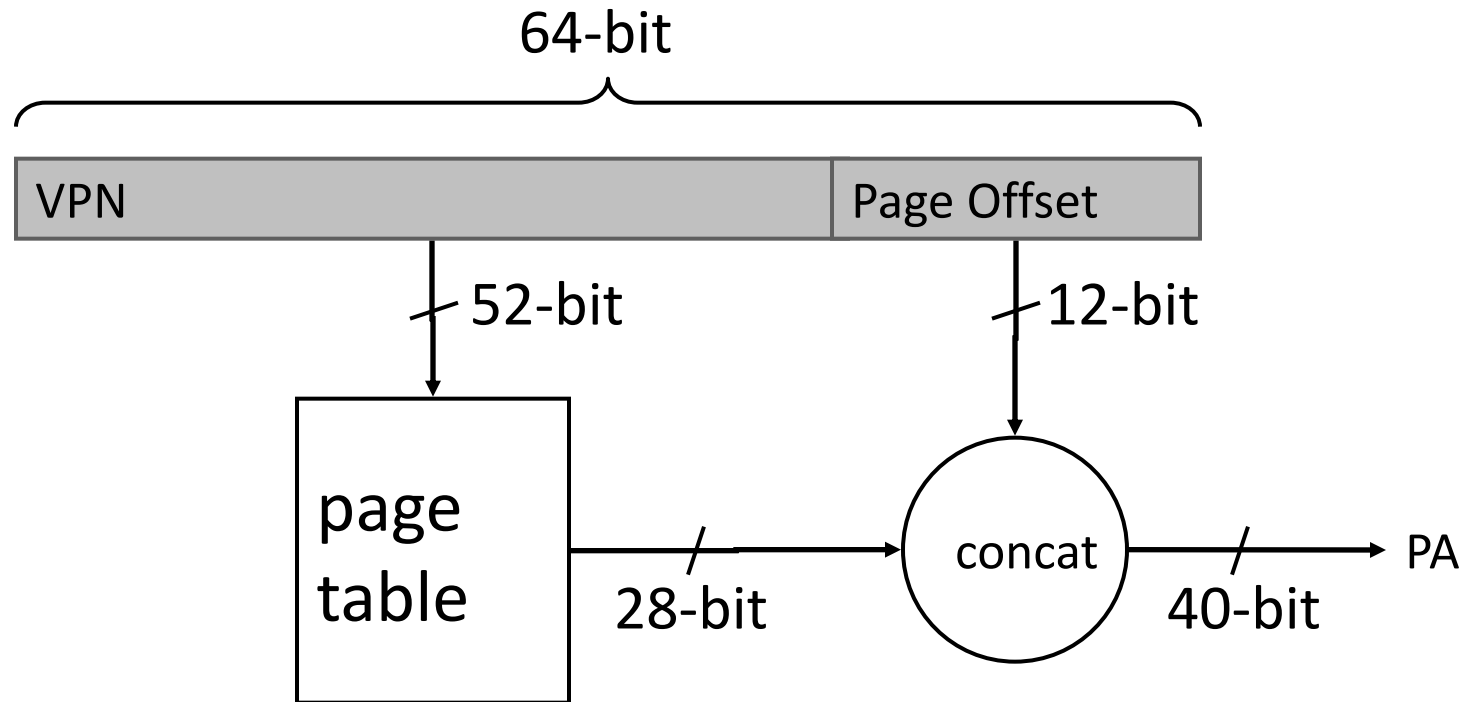 64-bit
VPN
Page Offset
52-bit
12-bit
page
table
28-bit
concat
40-bit
PA